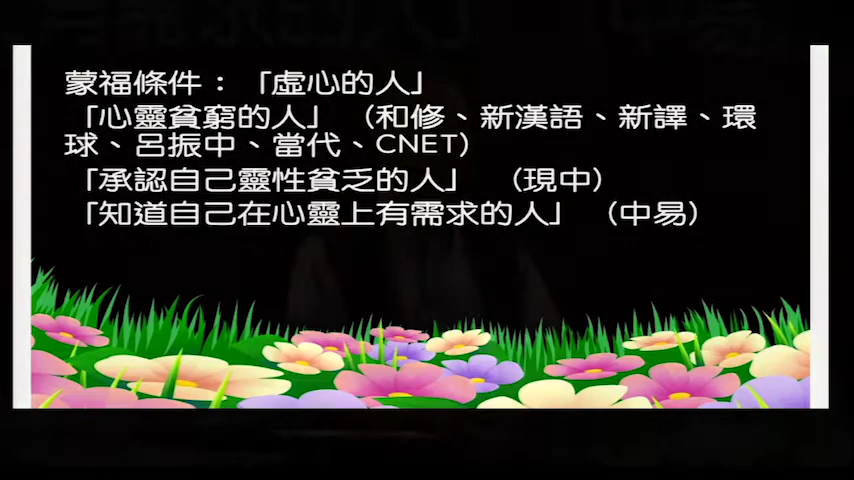 蒙福條件：「虛心的人」
「心靈貧窮的人」（和修、新漢語、新譯、環
球、呂振中、當代、CNET）
「承認自己靈性貧乏的人」（現中）
「知道自己在心靈上有需求的人」（中易）